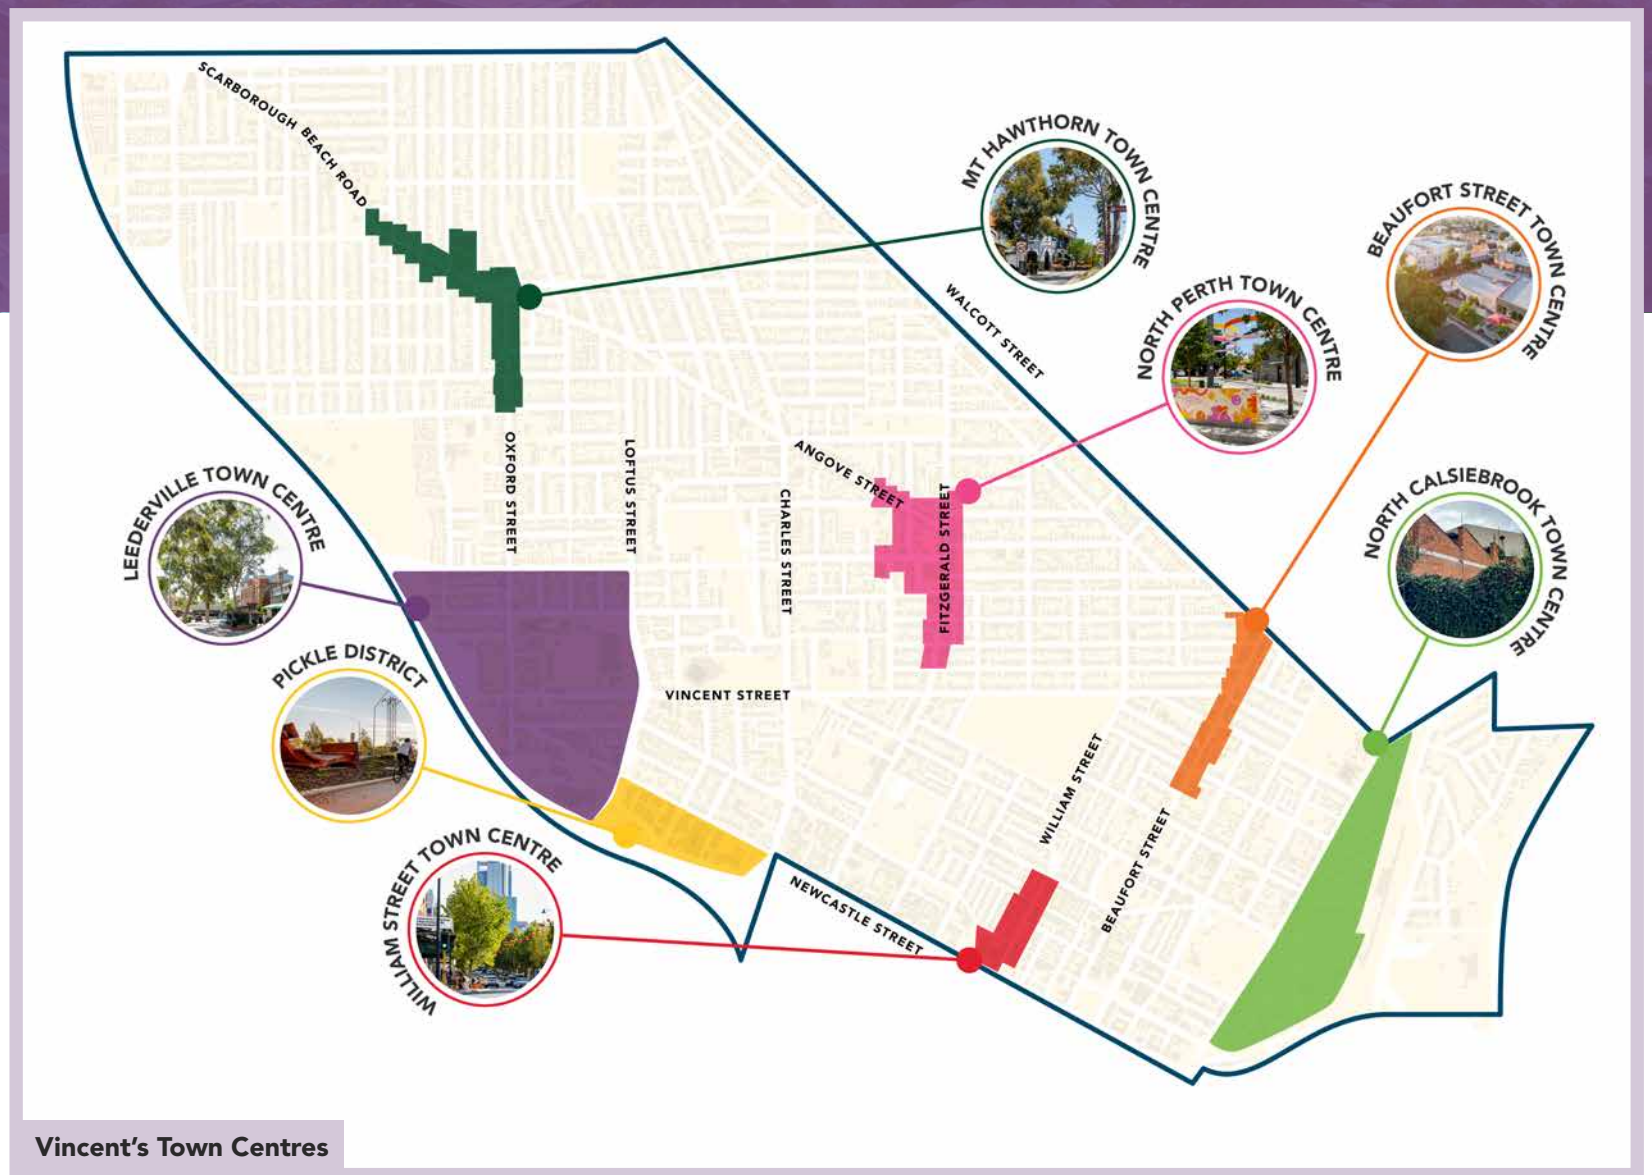 SCARBOROUGH BEACH ROAD
MT HAWTHORN TOWN CENTRE
BEAUFORT STREET TOWN CENTRE
NORTH PERTH TOWN CENTRE
WALCOTT STREET
OXFORD STREET
LOFTUS STREET
ANGOVE STREET
CHARLES STREET
FITZGERALD STREET
LEEDERVILLE TOWN CENTRE
NORTH CALSIEBROOK TOWN CENTRE
PICKLE DISTRICT
VINCENT STREET
WILLIAM STREET
BEAUFORT STREET
WILLIAM STREET TOWN CENTRE
NEWCASTLE STREET
Vincent's Town Centres